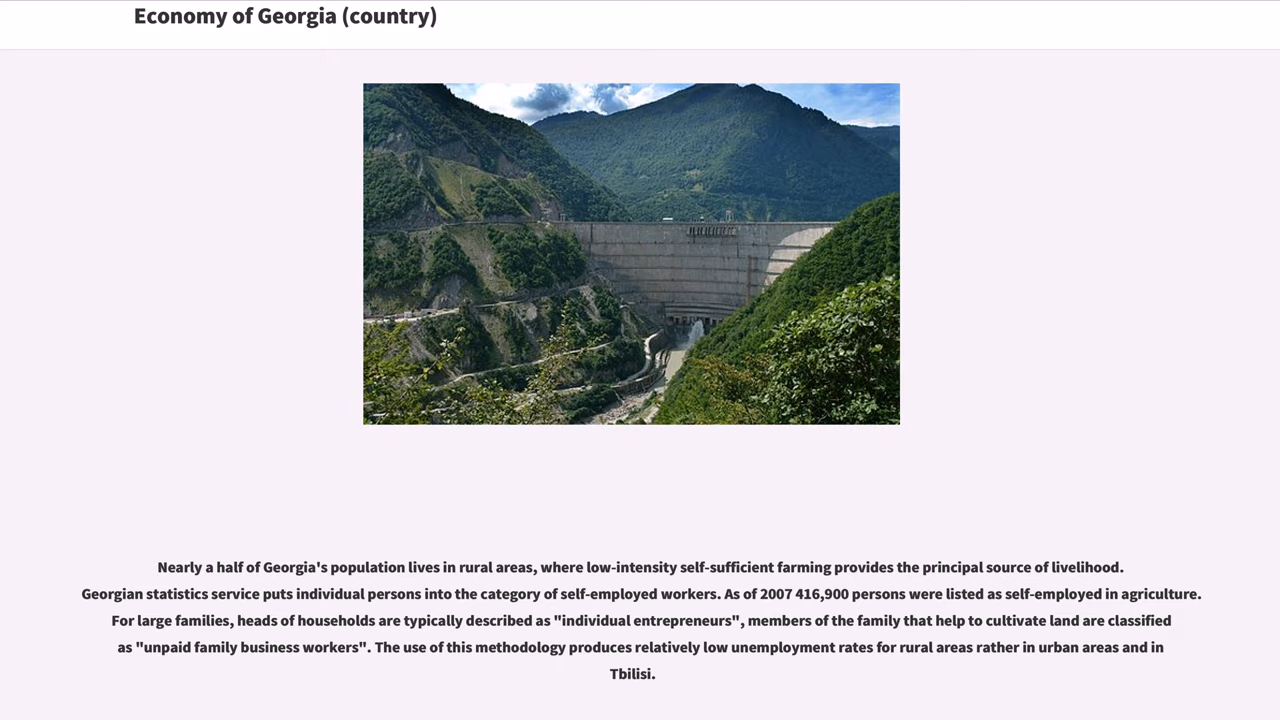 Economy of Georgia (country)
Nearly a half of Georgia's population lives in rural areas, where low-intensity self-sufficient farming provides the principal source of livelihood.
Georgian statistics service puts individual persons into the category of self-employed workers. As of 2007 416,900 persons were listed as self-employed in agriculture.
For large families, heads of households are typically described as "individual entrepreneurs", members of the family that help to cultivate land are classified
as "unpaid family business workers". The use of this methodology produces relatively low unemployment rates for rural areas rather in urban areas and in
Tbilisi.